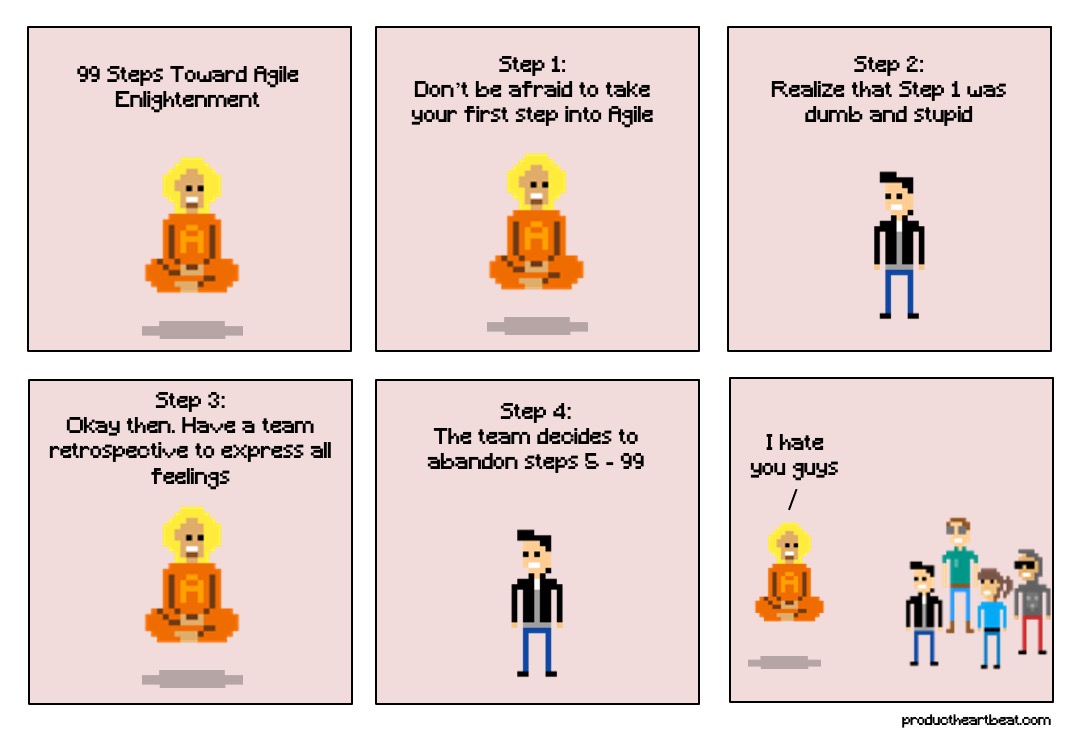 99 Steps Toward Agile
Enlightenment
Step 1:
Don't be afraid to take
your first step into Agile
Step 2:
Realize that Step 1 was
dumb and stupid
Step 3:
Okay then. Have a team
retrospective to express all
feelings
Step 4:
The team decides to
abandon steps 5 - 99
I hate
you guys
A
A
A
A
productheartbeat.com